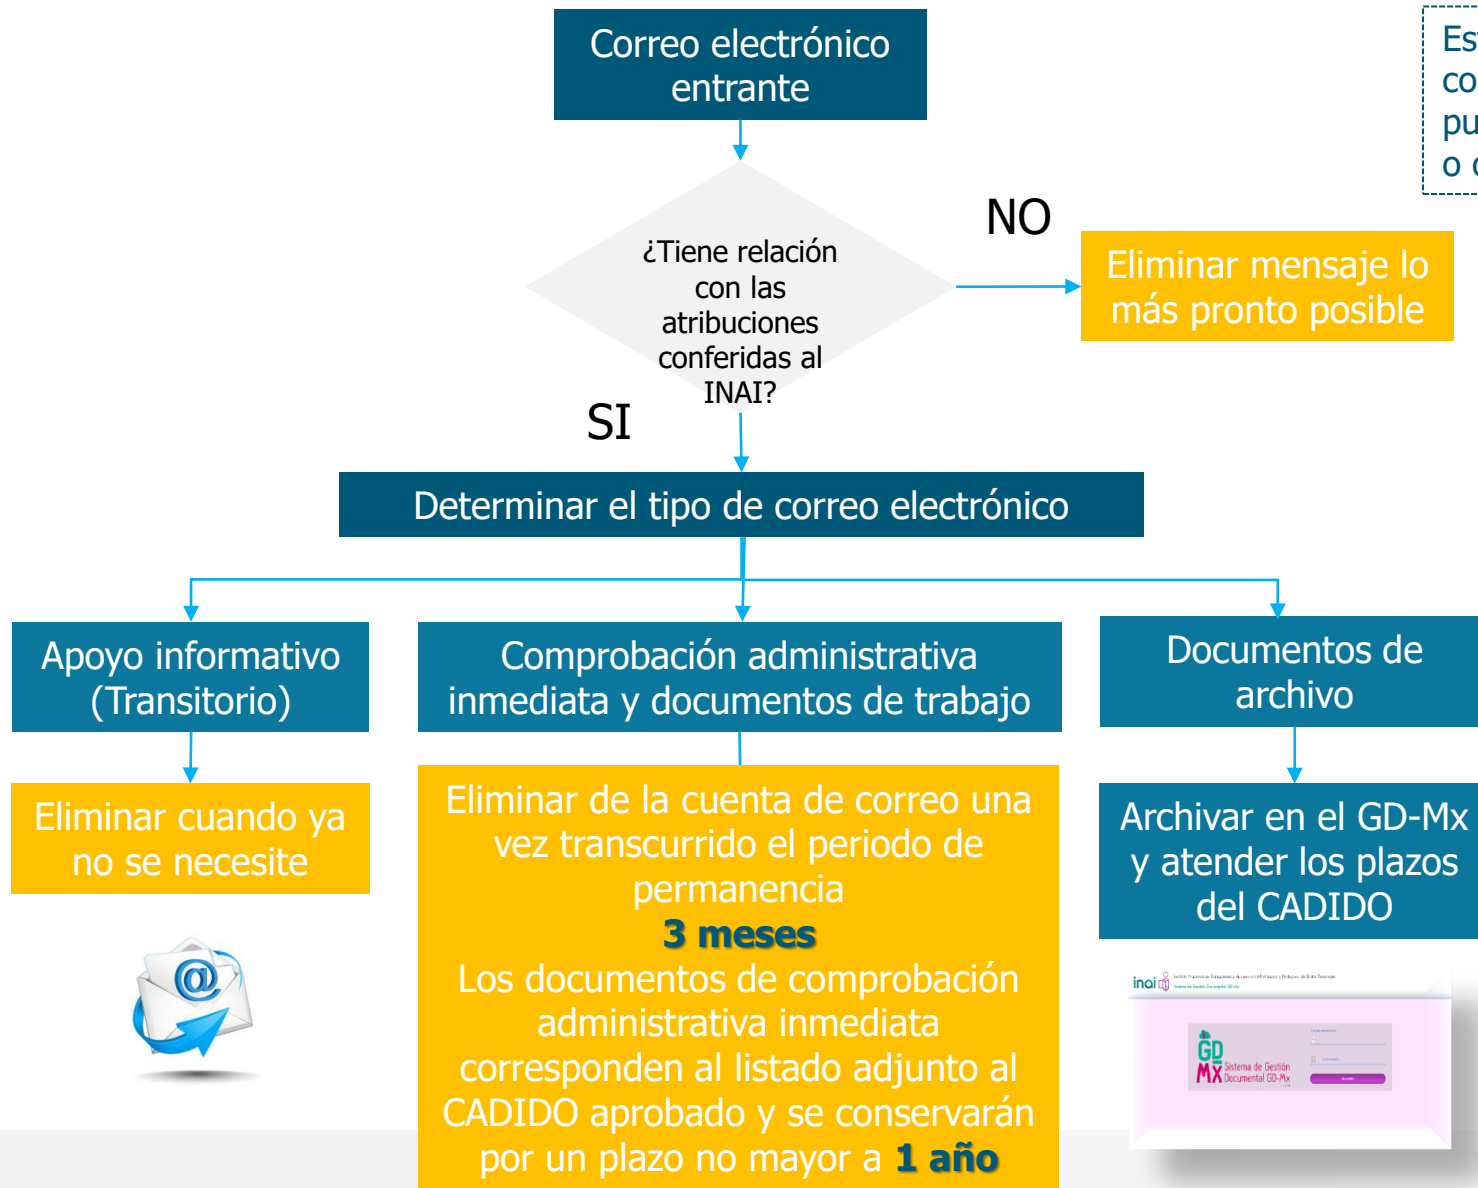 Correo electrónico
entrante
Es
co
pu
o
¿Tiene relación
con las
atribuciones
conferidas al
INAI?
NO
Eliminar mensaje lo
más pronto posible
SI
Determinar el tipo de correo electrónico
Apoyo informativo
(Transitorio)
Comprobación administrativa
inmediata y documentos de trabajo
Documentos de
archivo
Eliminar cuando ya
no se necesite
Eliminar de la cuenta de correo una
vez transcurrido el periodo de
permanencia
3 meses
Los documentos de comprobación
administrativa inmediata
corresponden al listado adjunto al
CADIDO aprobado y se conservarán
por un plazo no mayor a 1 año
Archivar en el GD-Mx
y atender los plazos
del CADIDO
@
inai
GD
MX
Sistema de Gestión
Documental GD-Mx